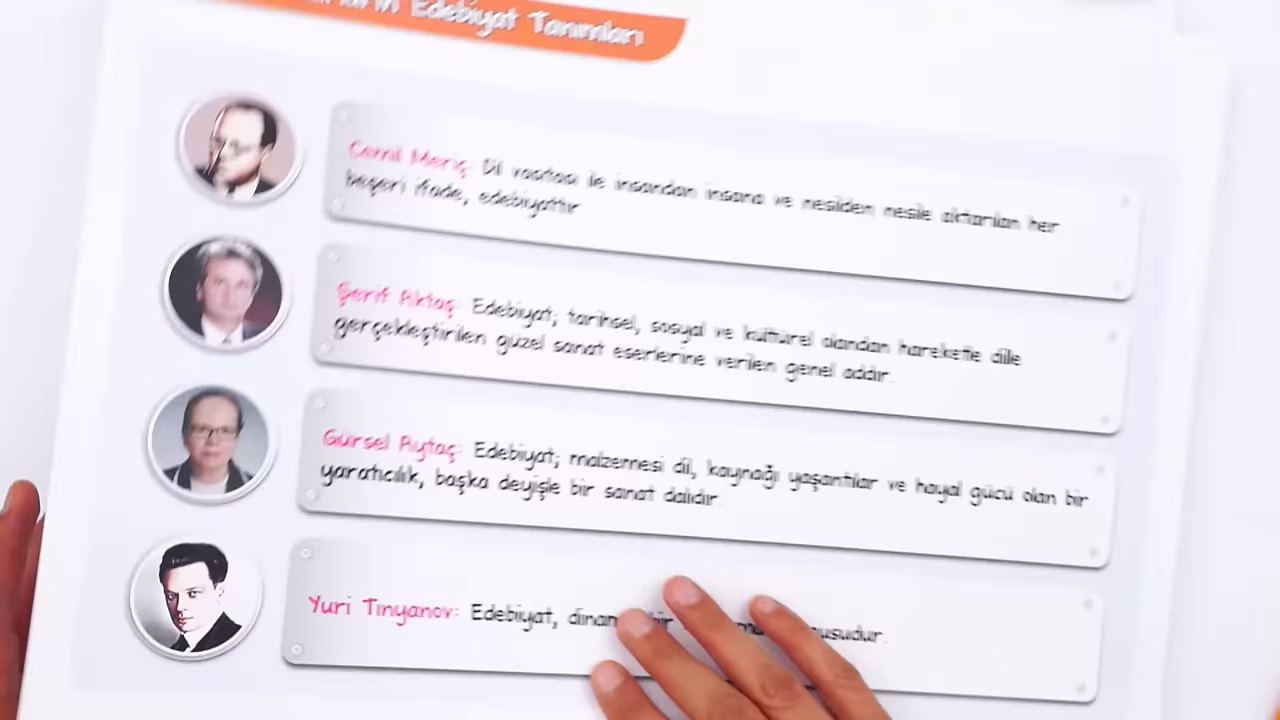 Edebiyat Tanımları
Cemil Meriç: Dil vasıtası ile insandan insana ve nesilden nesile aktarılan her
beşeri ifade, edebiyattır
Şerif Aktaş: Edebiyat; tarihsel, sosyal ve kültürel alandan hareketle dille
gerçekleştirilen güzel sanat eserlerine verilen genel addır.
Gürsel Aytaç: Edebiyat; malzemesi dil, kaynağı yaşantılar ve hayal gücü olan bir
yaratıcılık, başka deyişle bir sanat dalıdır.
Yuri Tınyanov: Edebiyat, bir